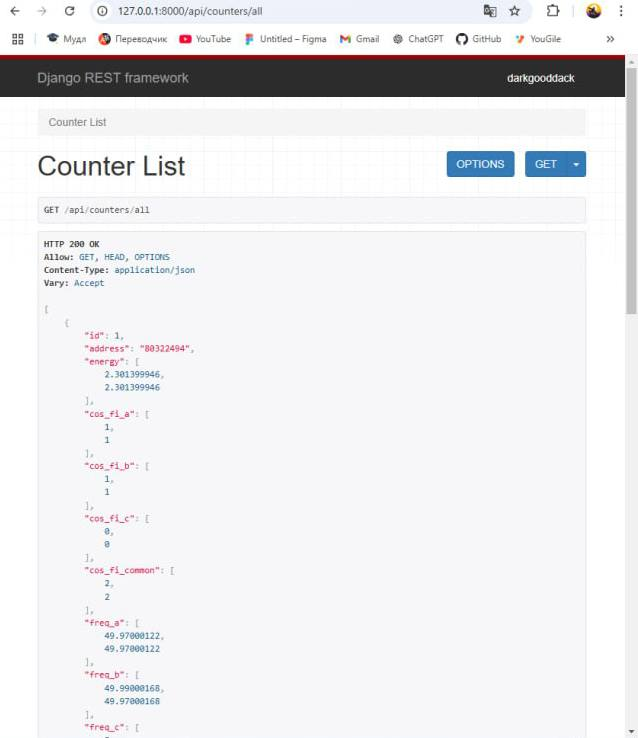 127.0.0.1:8000/api/counters/all
Мудл Переводчик YouTube Untitled – Figma Gmail ChatGPT GitHub YouGile »
Django REST framework darkgooddack
Counter List
Counter List OPTIONS GET
GET /api/counters/all
HTTP 200 OK
Allow: GET, HEAD, OPTIONS
Content-Type: application/json
Vary: Accept
[
{
"id": 1,
"address": "80322494",
"energy": [
2.301399946,
2.301399946
],
"cos_fi_a": [
1,
1
],
"cos_fi_b": [
1,
1
],
"cos_fi_c": [
0,
0
],
"cos_fi_common": [
2,
2
],
"freq_a": [
49.97000122,
49.97000122
],
"freq_b": [
49.99000168,
49.97000168
],
"freq_c": [